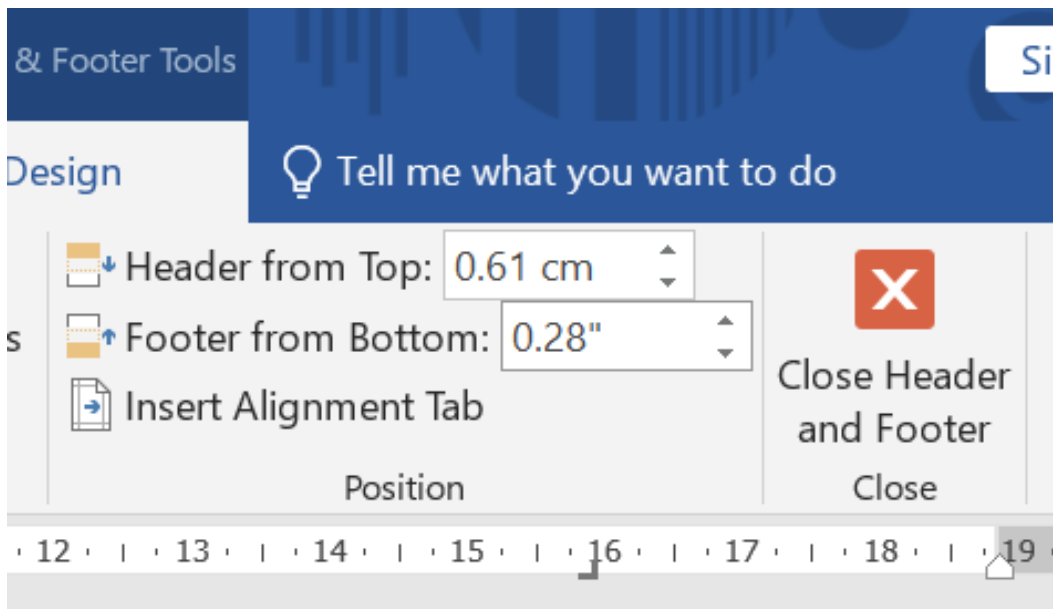 & Footer Tools
Si
Design
Tell me what you want to do
Header from Top: 0.61 cm
s Footer from Bottom: 0.28"
Insert Alignment Tab
Close Header
and Footer
Position
Close
12 13 14 15 16 17 18 19